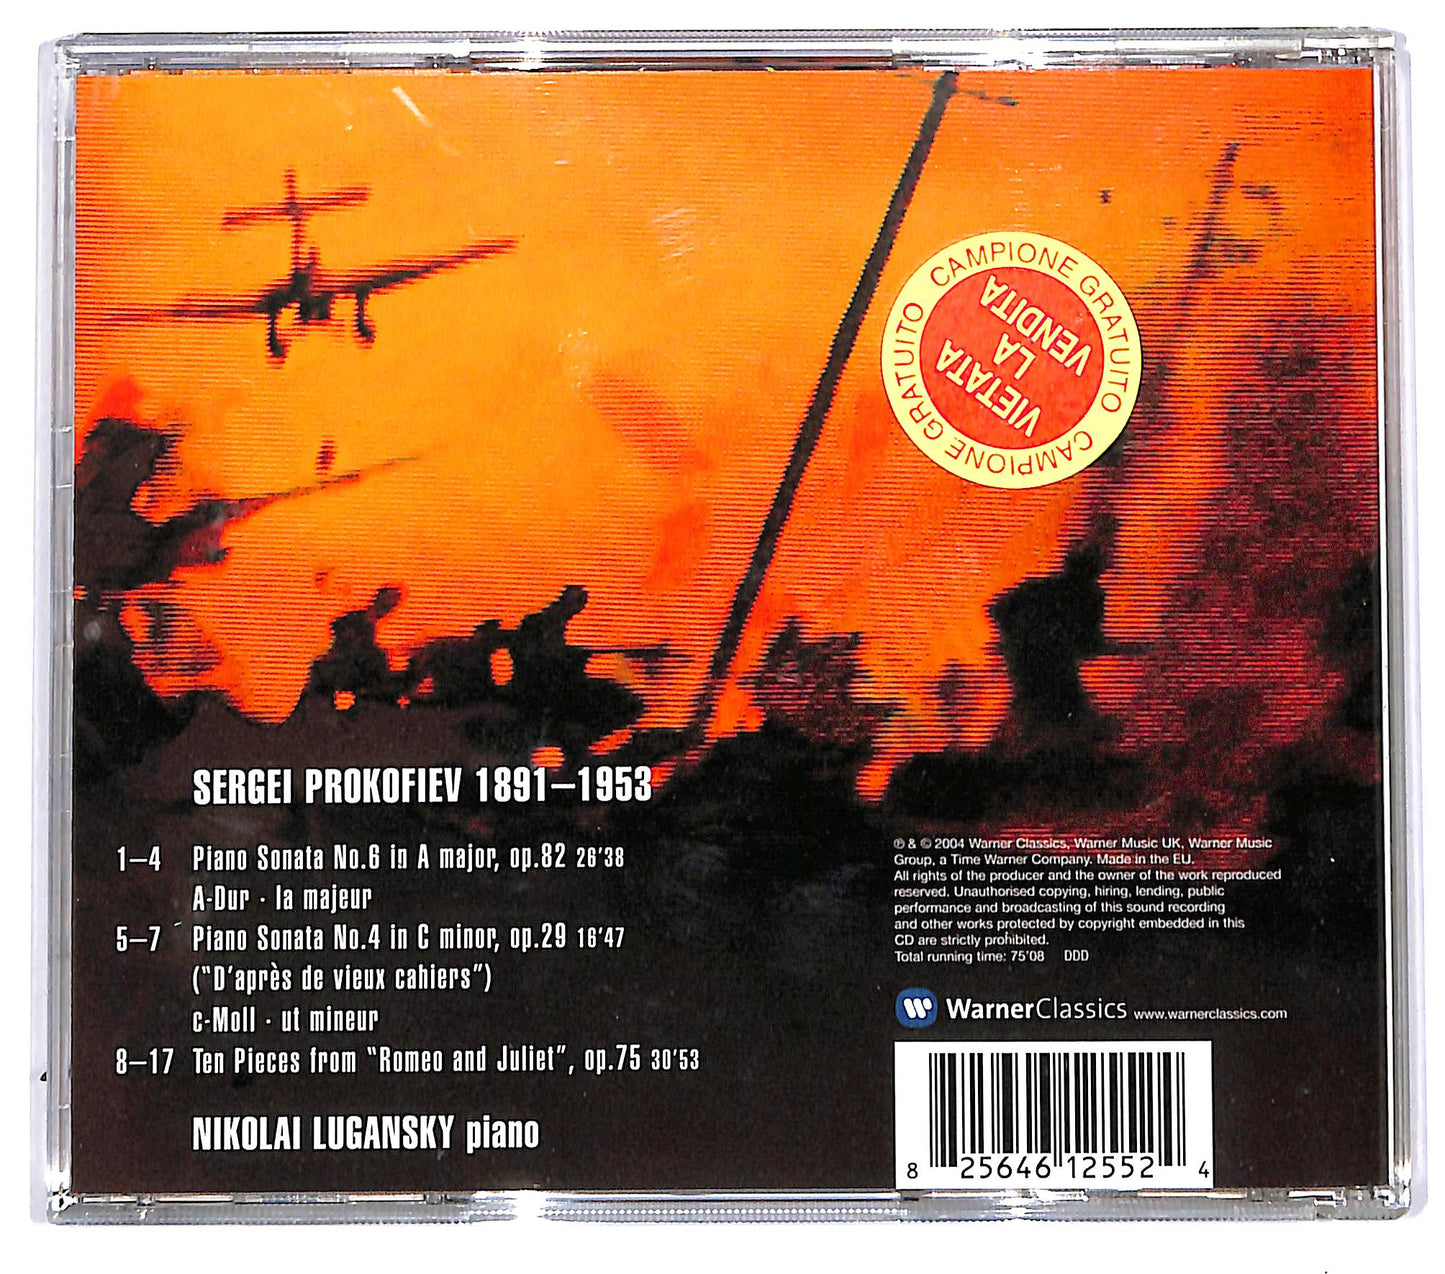 CAMPIONE GRATUITO
CAMPIONE GRATUITO
VIETATA
LA
VENDITA
SERGEI PROKOFIEV 1891–1953
1–4 Piano Sonata No.6 in A major, op.82 26'38
A-Dur · la majeur
5–7 Piano Sonata No.4 in C minor, op.29 16'47
("D'après de vieux cahiers")
c-Moll · ut mineur
8–17 Ten Pieces from "Romeo and Juliet", op.75 30'53
NIKOLAI LUGANSKY piano
℗ & © 2004 Warner Classics, Warner Music UK, Warner Music
Group, a Time Warner Company. Made in the EU.
All rights of the producer and the owner of the work reproduced
reserved. Unauthorised copying, hiring, lending, public
performance and broadcasting of this sound recording
and other works protected by copyright embedded in this
CD are strictly prohibited.
Total running time: 75'08 DDD
WarnerClassics www.warnerclassics.com
8 25646 12552 4